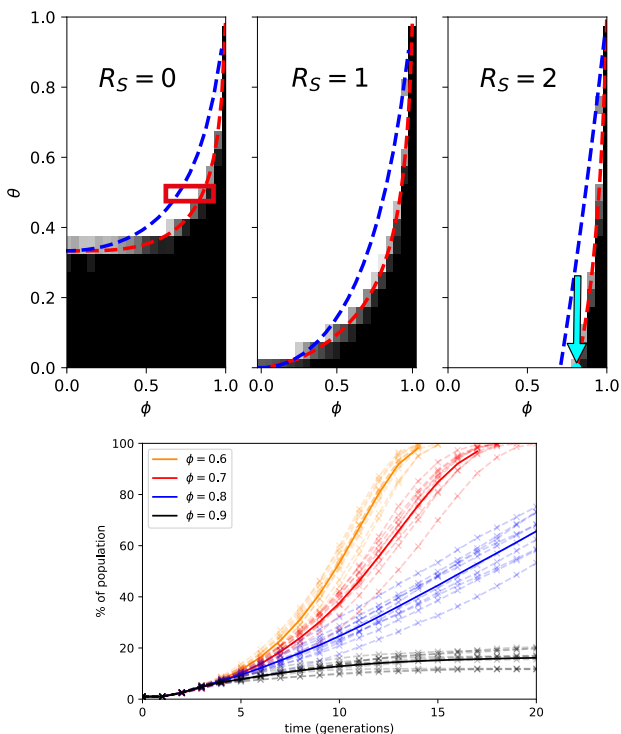 R_S = 0
R_S = 1
R_S = 2
θ
1.0
0.8
0.6
0.4
0.2
0.0
0.0 0.5 1.0
0.0 0.5 1.0
0.0 0.5 1.0
ϕ ϕ ϕ
% of population
100
80
60
40
20
0
ϕ = 0.6
ϕ = 0.7
ϕ = 0.8
ϕ = 0.9
0 5 10 15 20
time (generations)